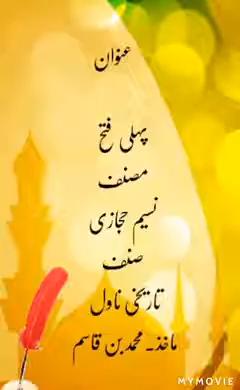 عنوان
پہلی فتح
مصنف
نسیم حجازی
صنف
تاریخی ناول
ماخذ۔ محمد بن قاسم
MYMOVIE